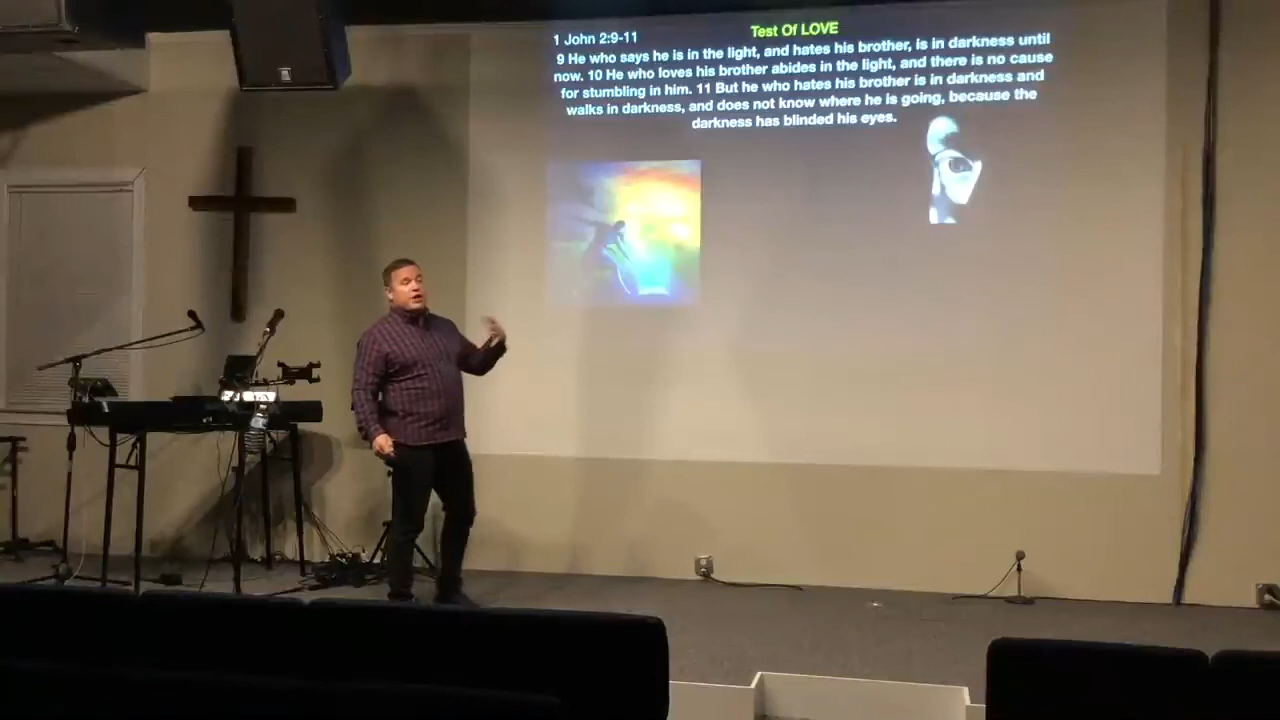 Test Of LOVE
1 John 2:9-11
9 He who says he is in the light, and hates his brother, is in darkness until
now. 10 He who loves his brother abides in the light, and there is no cause
for stumbling in him. 11 But he who hates his brother is in darkness and
walks in darkness, and does not know where he is going, because the
darkness has blinded his eyes.